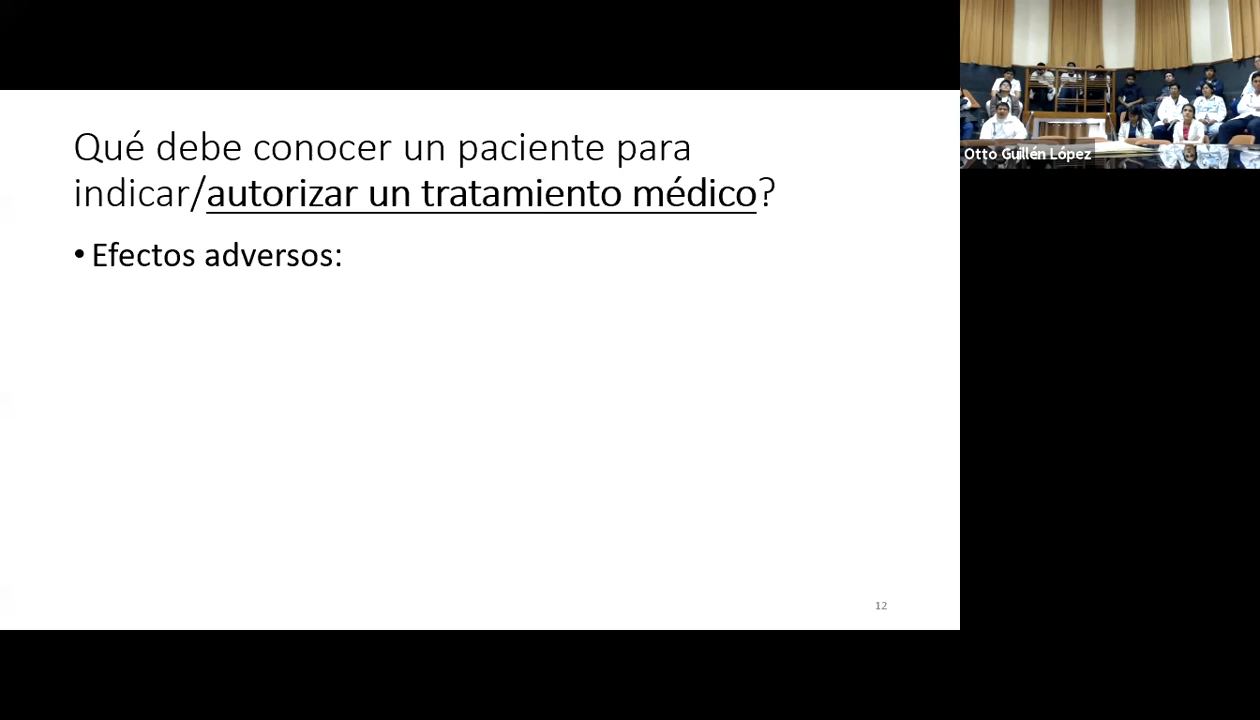 Qué debe conocer un paciente para
indicar/autorizar un tratamiento médico?
• Efectos adversos:
12
Otto Guillén López